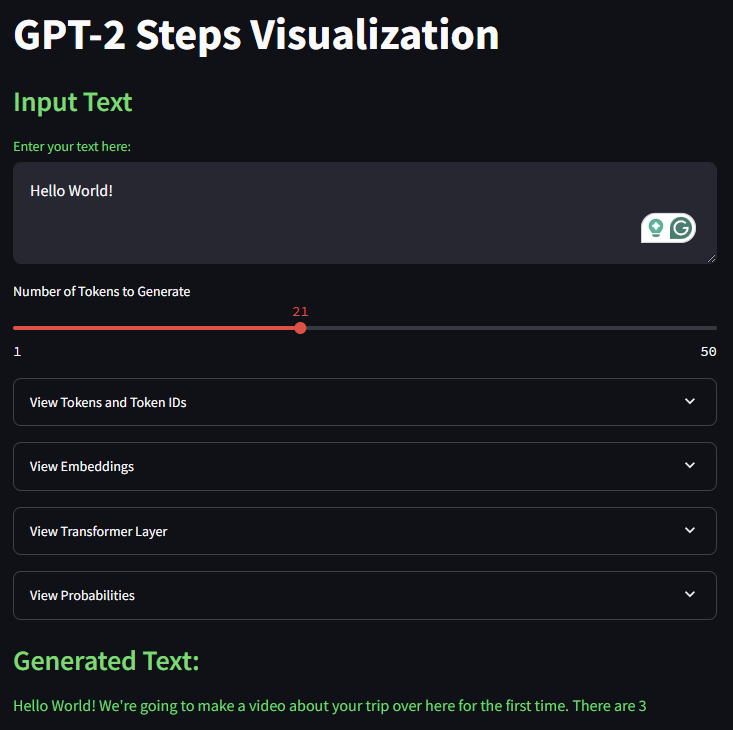 GPT-2 Steps Visualization
Input Text
Enter your text here:
Hello World!
Number of Tokens to Generate
21
1
50
View Tokens and Token IDs
View Embeddings
View Transformer Layer
View Probabilities
Generated Text:
Hello World! We're going to make a video about your trip over here for the first time. There are 3